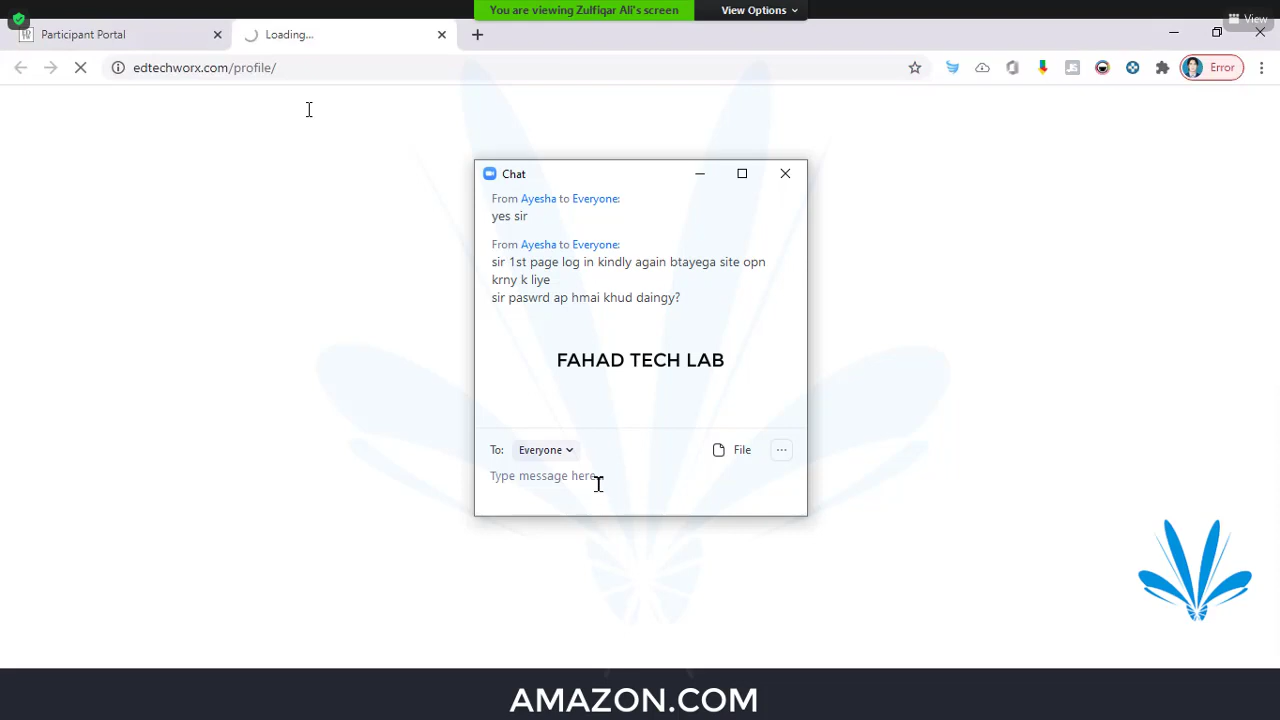 You are viewing Zulfiqar Ali's screen
View Options
View
Participant Portal
Loading...
edtechworx.com/profile/
Error
Chat
From Ayesha to Everyone:
yes sir
From Ayesha to Everyone:
sir 1st page log in kindly again btayega site opn
krny k liye
sir paswrd ap hmai khud daingy?
FAHAD TECH LAB
To: Everyone
File
Type message here...
AMAZON.COM